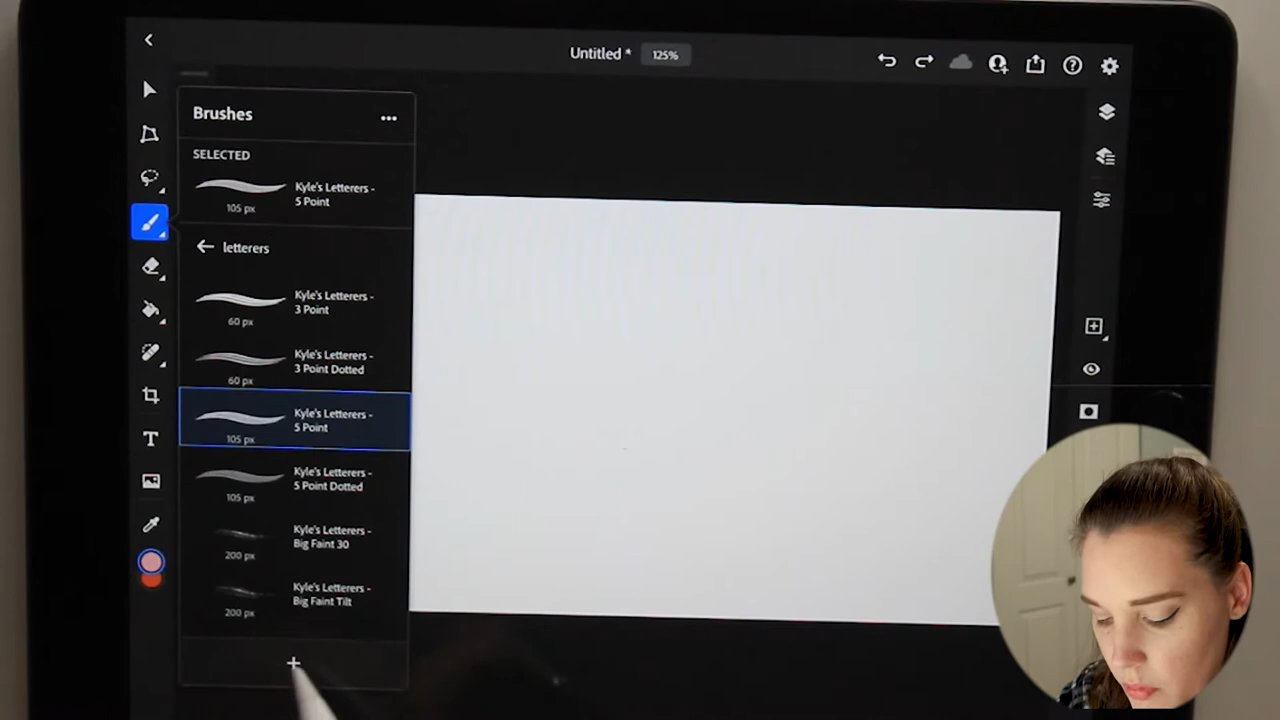 Untitled * 125%
Brushes
SELECTED
Kyle's Letterers -
5 Point
105 px
letterers
Kyle's Letterers -
3 Point
60 px
Kyle's Letterers -
3 Point Dotted
60 px
Kyle's Letterers -
5 Point
105 px
Kyle's Letterers -
5 Point Dotted
105 px
Kyle's Letterers -
Big Faint 30
200 px
Kyle's Letterers -
Big Faint Tilt
200 px